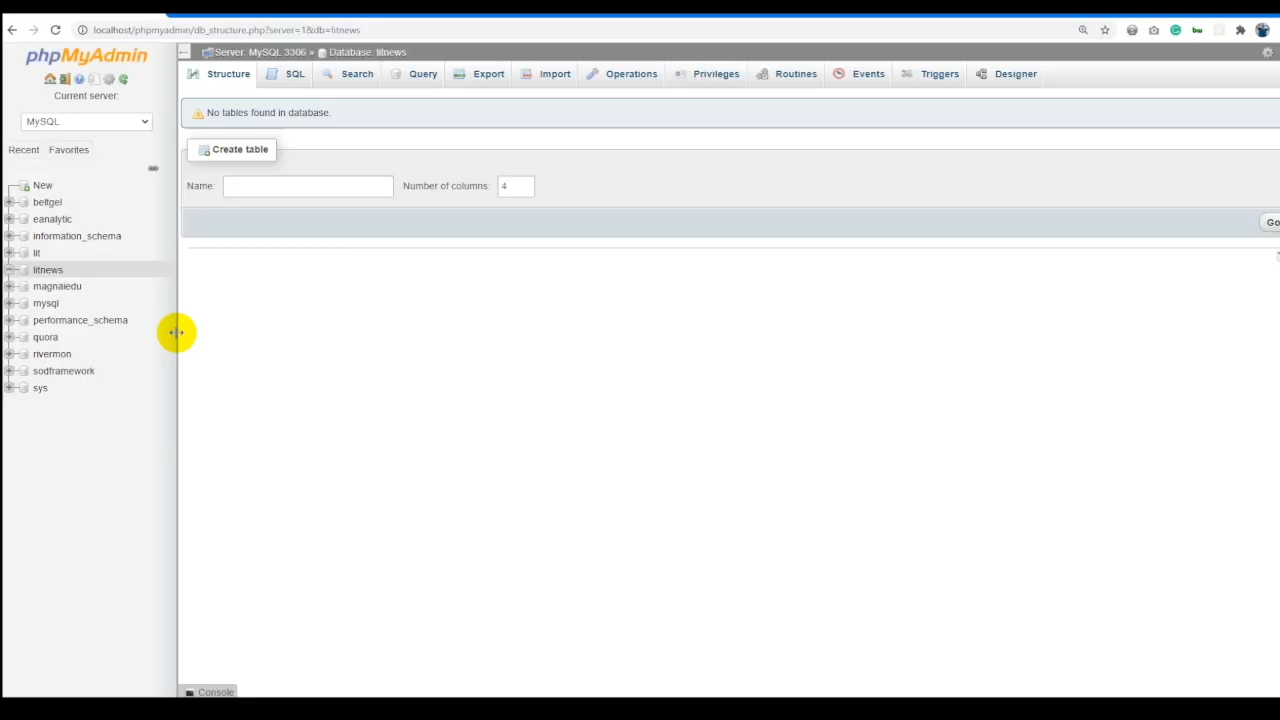 localhost/phpmyadmin/db_structure.php?server=1&db=litnews
phpMyAdmin
Server: MySQL:3306 » Database: litnews
Structure SQL Search Query Export Import Operations Privileges Routines Events Triggers Designer
Current server:
MySQL
No tables found in database.
Recent Favorites
Create table
Name: Number of columns: 4
Go
New
beltgel
eanalytic
information_schema
lit
litnews
magnaiedu
mysql
performance_schema
quora
rivermon
sodframework
sys
Console